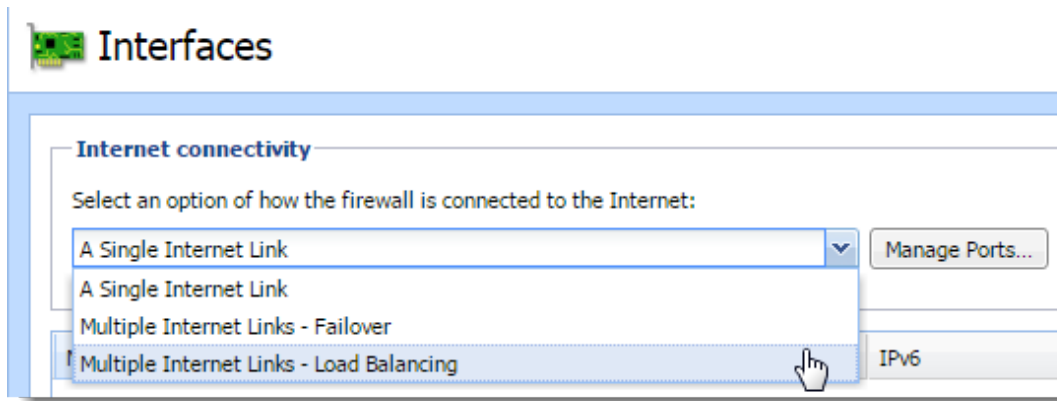 Interfaces
Internet connectivity
Select an option of how the firewall is connected to the Internet:
A Single Internet Link
Manage Ports...
A Single Internet Link
Multiple Internet Links - Failover
Multiple Internet Links - Load Balancing
IPv6